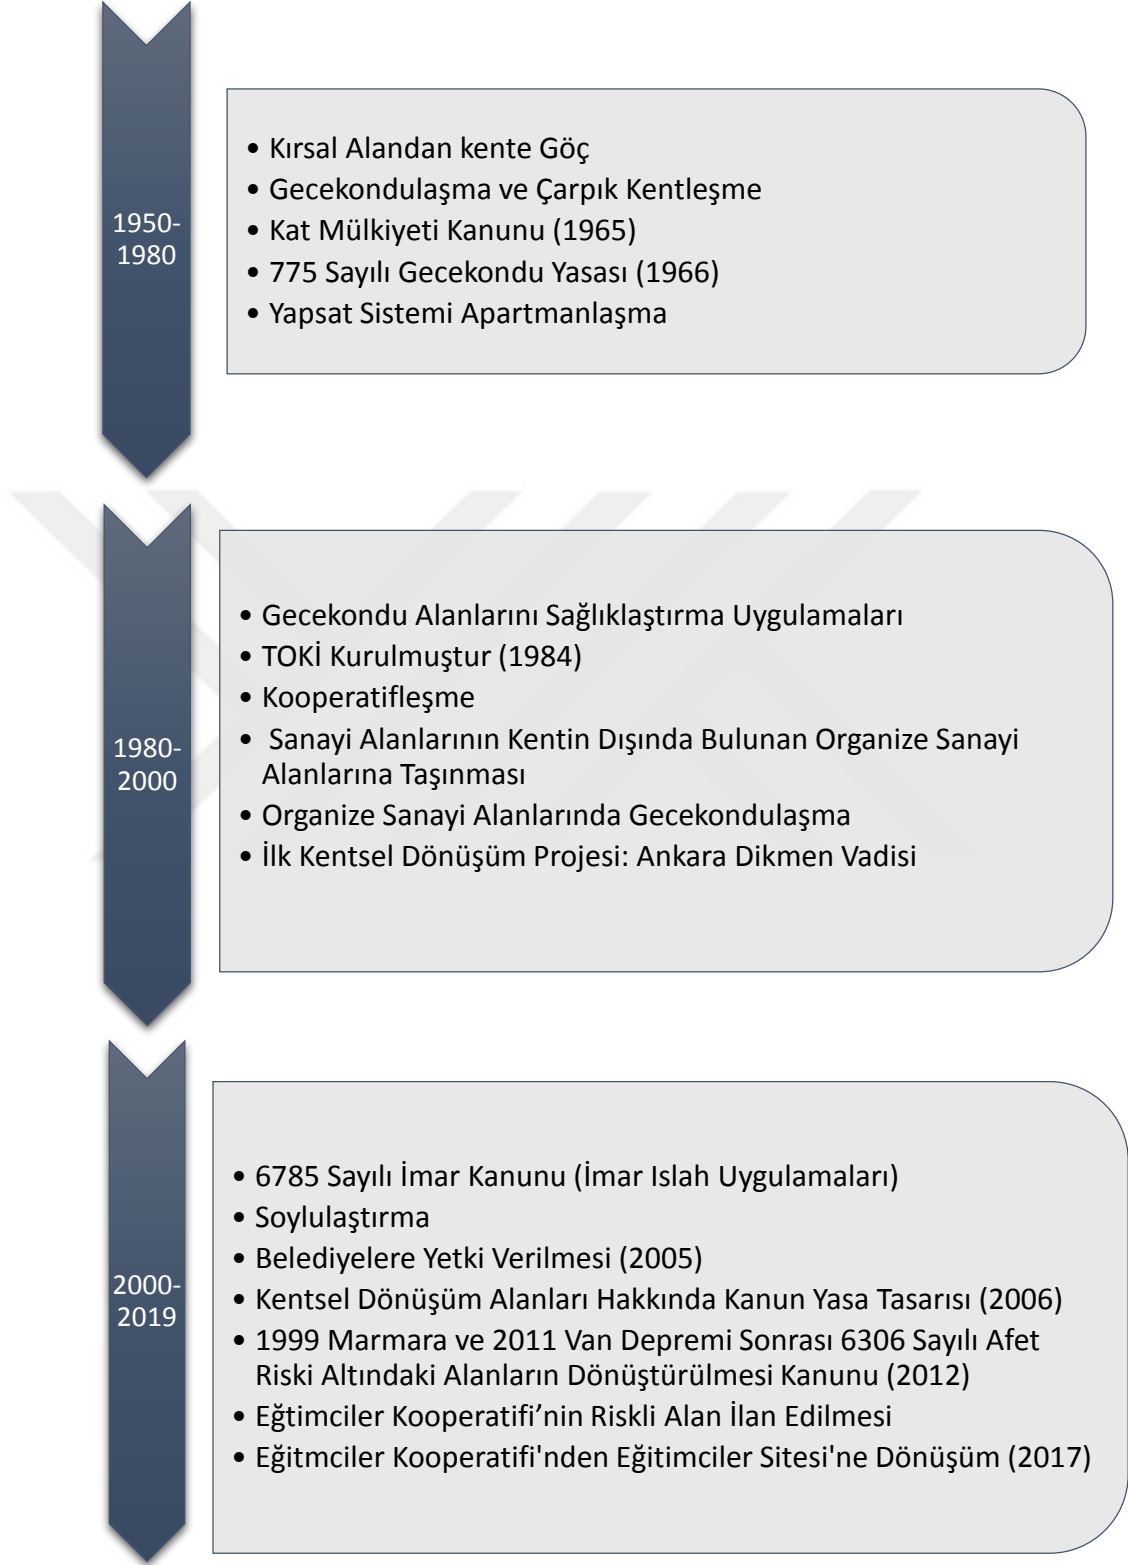 1950-
1980
• Kırsal Alandan kente Göç
• Gecekondulaşma ve Çarpık Kentleşme
• Kat Mülkiyeti Kanunu (1965)
• 775 Sayılı Gecekondu Yasası (1966)
• Yapsat Sistemi Apartmanlaşma
1980-
2000
• Gecekondu Alanlarını Sağlıklaştırma Uygulamaları
• TOKİ Kurulmuştur (1984)
• Kooperatifleşme
• Sanayi Alanlarının Kentin Dışında Bulunan Organize Sanayi
Alanlarına Taşınması
• Organize Sanayi Alanlarında Gecekondulaşma
• İlk Kentsel Dönüşüm Projesi: Ankara Dikmen Vadisi
2000-
2019
• 6785 Sayılı İmar Kanunu (İmar Islah Uygulamaları)
• Soylulaştırma
• Belediyelere Yetki Verilmesi (2005)
• Kentsel Dönüşüm Alanları Hakkında Kanun Yasa Tasarısı (2006)
• 1999 Marmara ve 2011 Van Depremi Sonrası 6306 Sayılı Afet
Riski Altındaki Alanların Dönüştürülmesi Kanunu (2012)
• Eğtimciler Kooperatifi’nin Riskli Alan İlan Edilmesi
• Eğitmciler Kooperatifi'nden Eğitimciler Sitesi'ne Dönüşüm (2017)